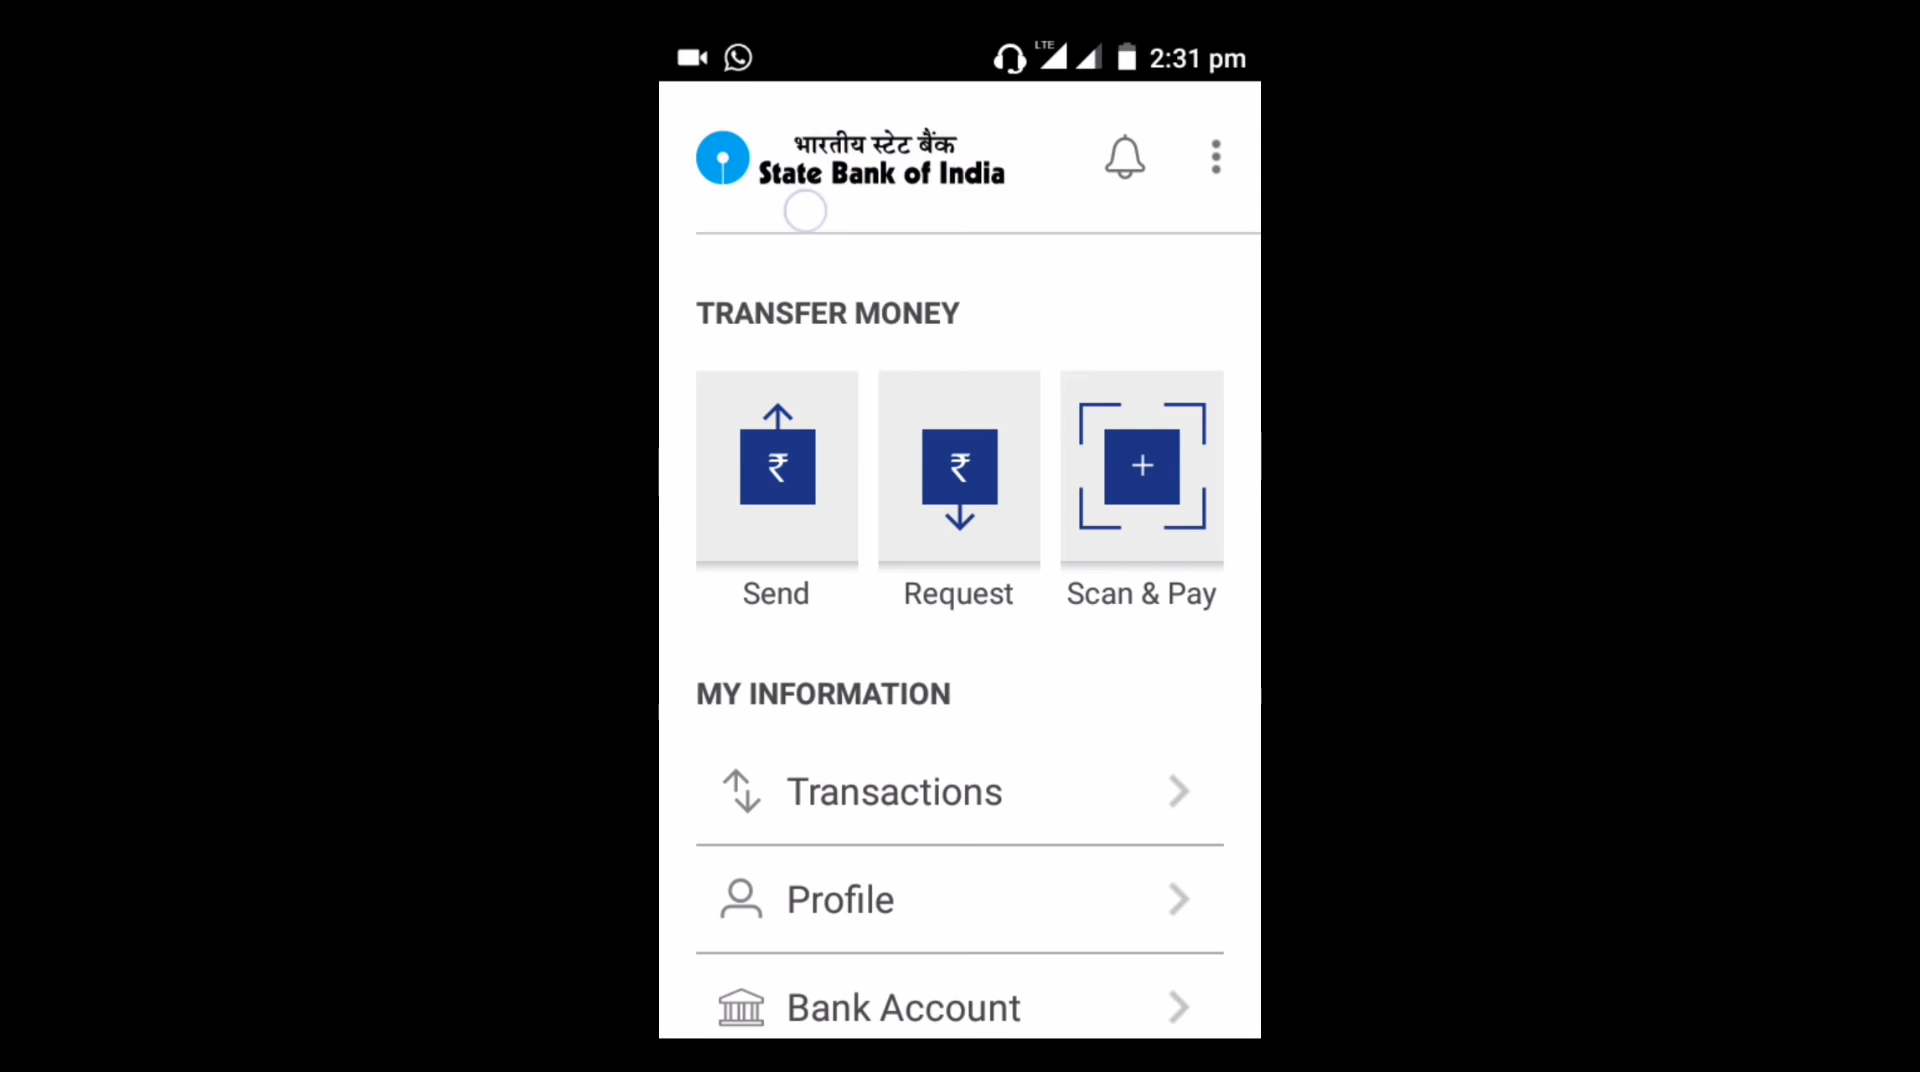 LTE 2:31 pm
भारतीय स्टेट बैंक
State Bank of India
TRANSFER MONEY
₹ ₹ +
Send Request Scan & Pay
MY INFORMATION
Transactions
Profile
Bank Account